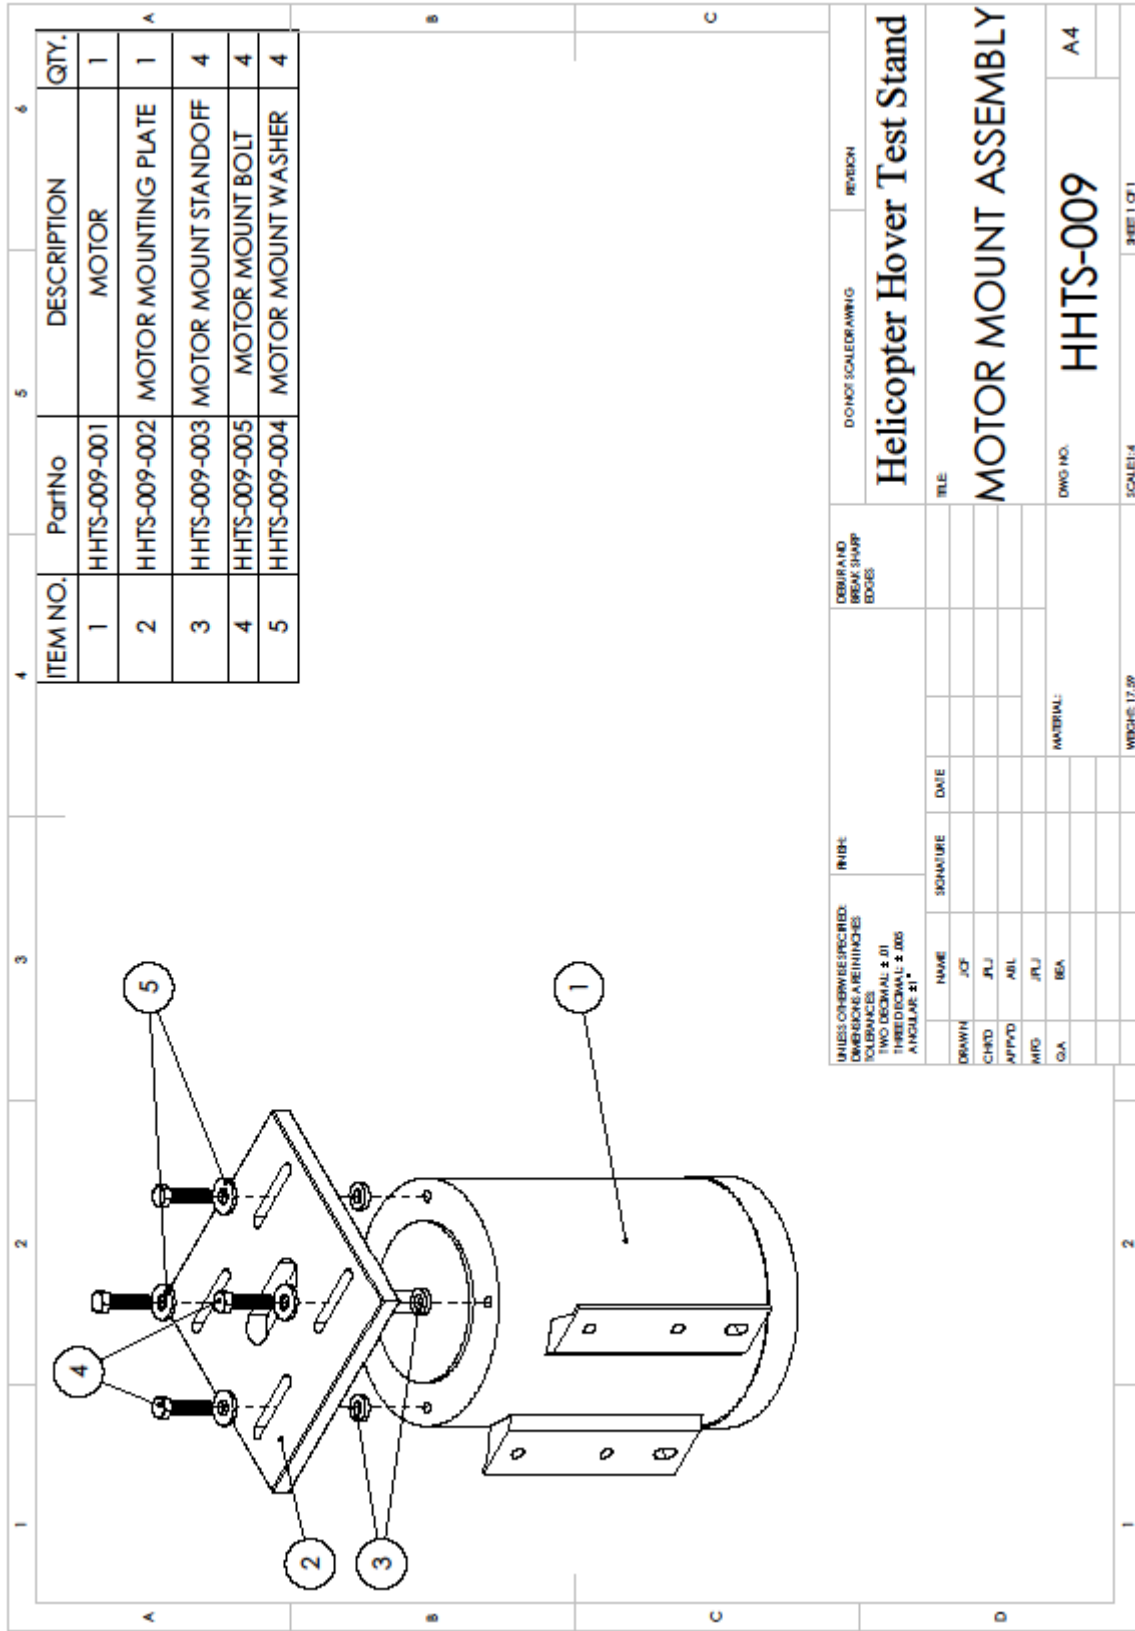 1 2 3 4 5 6
A
B
C
D
ITEM NO. PartNo DESCRIPTION QTY.
1 HHTS-009-001 MOTOR 1
2 HHTS-009-002 MOTOR MOUNTING PLATE 1
3 HHTS-009-003 MOTOR MOUNT STANDOFF 4
4 HHTS-009-005 MOTOR MOUNT BOLT 4
5 HHTS-009-004 MOTOR MOUNT WASHER 4
A
B
C
4
5
2
3
1
UNLESS OTHERWISE SPECIFIED:
DIMENSIONS ARE IN INCHES
TOLERANCES:
TWO DECIMAL: ± .01
THREE DECIMAL: ± .005
ANGULAR: ±1°
FINISH:
DEBUR AND
BREAK SHARP
EDGES
DO NOT SCALE DRAWING
REVISION
Helicopter Hover Test Stand
NAME SIGNATURE DATE
DRAWN JCF
CHK'D JPLJ
APPV'D ABL
MFG JPLJ
Q.A BEA
TITLE:
MOTOR MOUNT ASSEMBLY
MATERIAL:
DWG NO.
HHTS-009
A4
WEIGHT: 17.59
SCALE:1:4
SHEET 1 OF 1
1 2